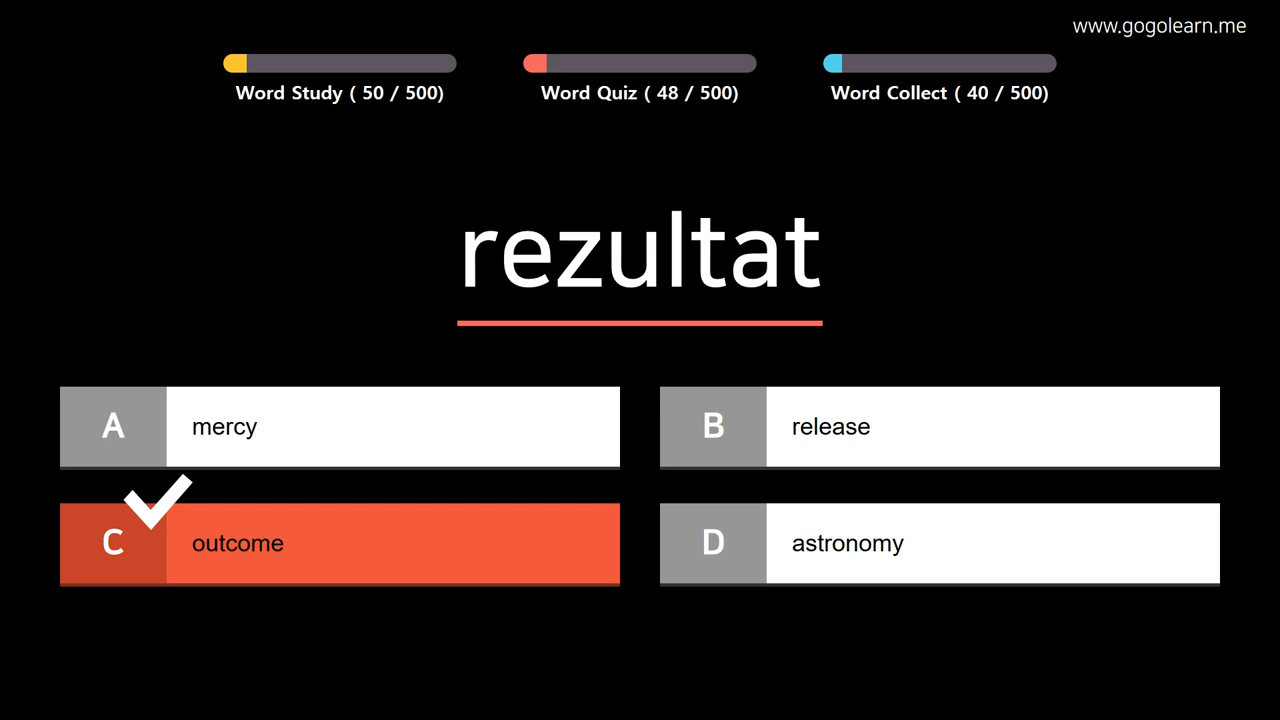 www.gogolearn.me
Word Study ( 50 / 500)
Word Quiz ( 48 / 500)
Word Collect ( 40 / 500)
rezultat
A mercy
B release
C outcome
D astronomy